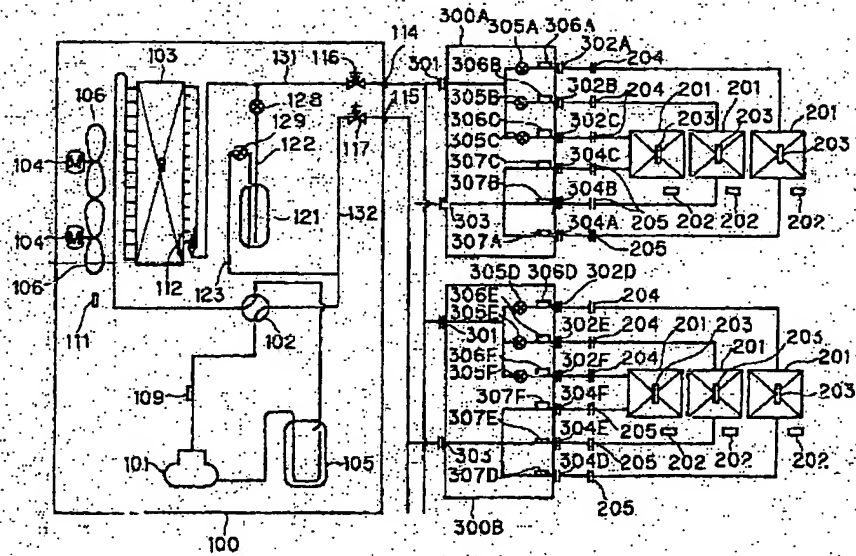 300A
305A 306A
302A 204
103 131 116 114 301 306B
106 128 115 305B 302B 204 201 201
129 306C 302C 203 203 201
104 122 117 305C 304C 203
307C
121 307B 304B 202 202 202
104 132 303 304A 205
307A 205
106 112 123 305D 306D 302D
306E 204
111 102 305E 302E 204 201 203 203
301 306F 302F 204 201 201
305F
109 307F 304F 203
307E 304E 205 202 202 202
101 105 303 304D 205
307D
205
300B
100